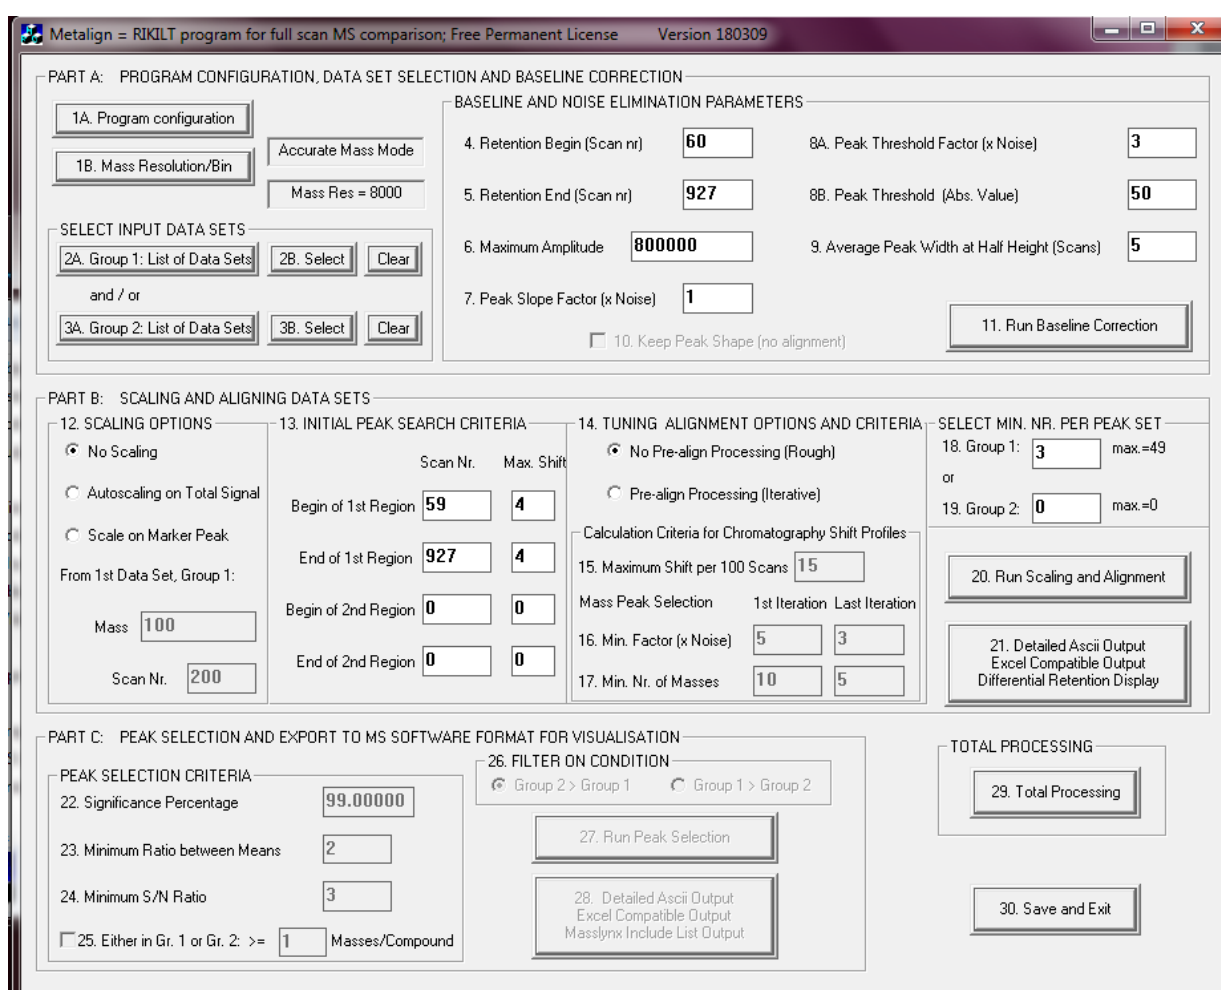 Metalign = RIKILT program for full scan MS comparison; Free Permanent License Version 180309
PART A: PROGRAM CONFIGURATION, DATA SET SELECTION AND BASELINE CORRECTION
1A. Program configuration
1B. Mass Resolution/Bin
Accurate Mass Mode
Mass Res = 8000
SELECT INPUT DATA SETS
2A. Group 1: List of Data Sets 2B. Select Clear
and / or
3A. Group 2: List of Data Sets 3B. Select Clear
BASELINE AND NOISE ELIMINATION PARAMETERS
4. Retention Begin (Scan nr) 60
5. Retention End (Scan nr) 927
6. Maximum Amplitude 800000
7. Peak Slope Factor (x Noise) 1
8A. Peak Threshold Factor (x Noise) 3
8B. Peak Threshold (Abs. Value) 50
9. Average Peak Width at Half Height (Scans) 5
10. Keep Peak Shape (no alignment)
11. Run Baseline Correction
PART B: SCALING AND ALIGNING DATA SETS
12. SCALING OPTIONS
No Scaling
Autoscaling on Total Signal
Scale on Marker Peak
From 1st Data Set, Group 1:
Mass 100
Scan Nr. 200
13. INITIAL PEAK SEARCH CRITERIA
Scan Nr. Max. Shift
Begin of 1st Region 59 4
End of 1st Region 927 4
Begin of 2nd Region 0 0
End of 2nd Region 0 0
14. TUNING ALIGNMENT OPTIONS AND CRITERIA
No Pre-align Processing (Rough)
Pre-align Processing (Iterative)
Calculation Criteria for Chromatography Shift Profiles
15. Maximum Shift per 100 Scans 15
Mass Peak Selection 1st Iteration Last Iteration
16. Min. Factor (x Noise) 5 3
17. Min. Nr. of Masses 10 5
SELECT MIN. NR. PER PEAK SET
18. Group 1: 3 max.=49
or
19. Group 2: 0 max.=0
20. Run Scaling and Alignment
21. Detailed Ascii Output
Excel Compatible Output
Differential Retention Display
PART C: PEAK SELECTION AND EXPORT TO MS SOFTWARE FORMAT FOR VISUALISATION
PEAK SELECTION CRITERIA
22. Significance Percentage 99.00000
23. Minimum Ratio between Means 2
24. Minimum S/N Ratio 3
25. Either in Gr. 1 or Gr. 2: >= 1 Masses/Compound
26. FILTER ON CONDITION
Group 2 > Group 1 Group 1 > Group 2
27. Run Peak Selection
28. Detailed Ascii Output
Excel Compatible Output
Masslynx Include List Output
TOTAL PROCESSING
29. Total Processing
30. Save and Exit